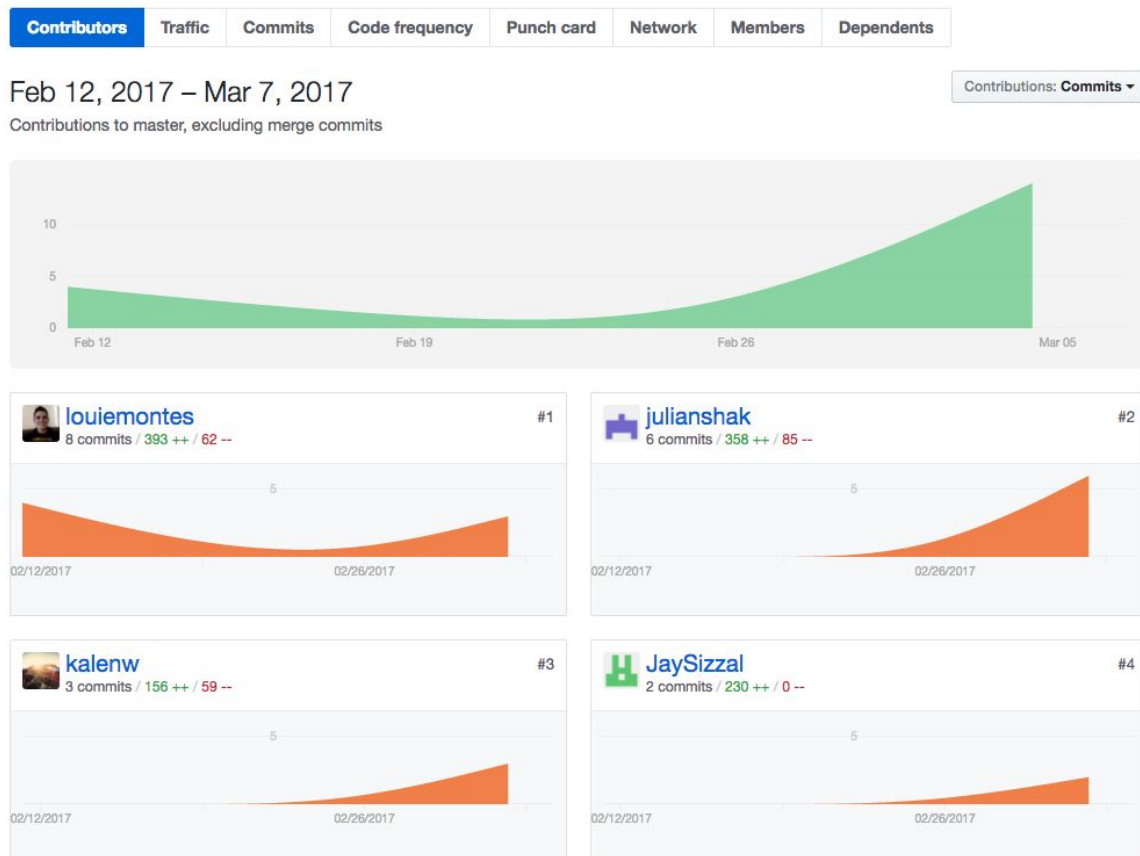 Contributors Traffic Commits Code frequency Punch card Network Members Dependents
Feb 12, 2017 – Mar 7, 2017
Contributions: Commits
Contributions to master, excluding merge commits
10
5
0
Feb 12 Feb 19 Feb 26 Mar 05
louiemontes #1
8 commits / 393 ++ / 62 --
5
02/12/2017 02/26/2017
julianshak #2
6 commits / 358 ++ / 85 --
5
02/12/2017 02/26/2017
kalenw #3
3 commits / 156 ++ / 59 --
5
02/12/2017 02/26/2017
JaySizzal #4
2 commits / 230 ++ / 0 --
5
02/12/2017 02/26/2017